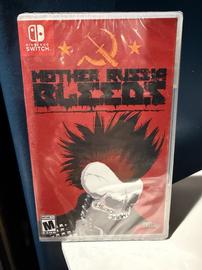 NINTENDO
SWITCH
MOTHER RUSSIA
BLEEDS
M